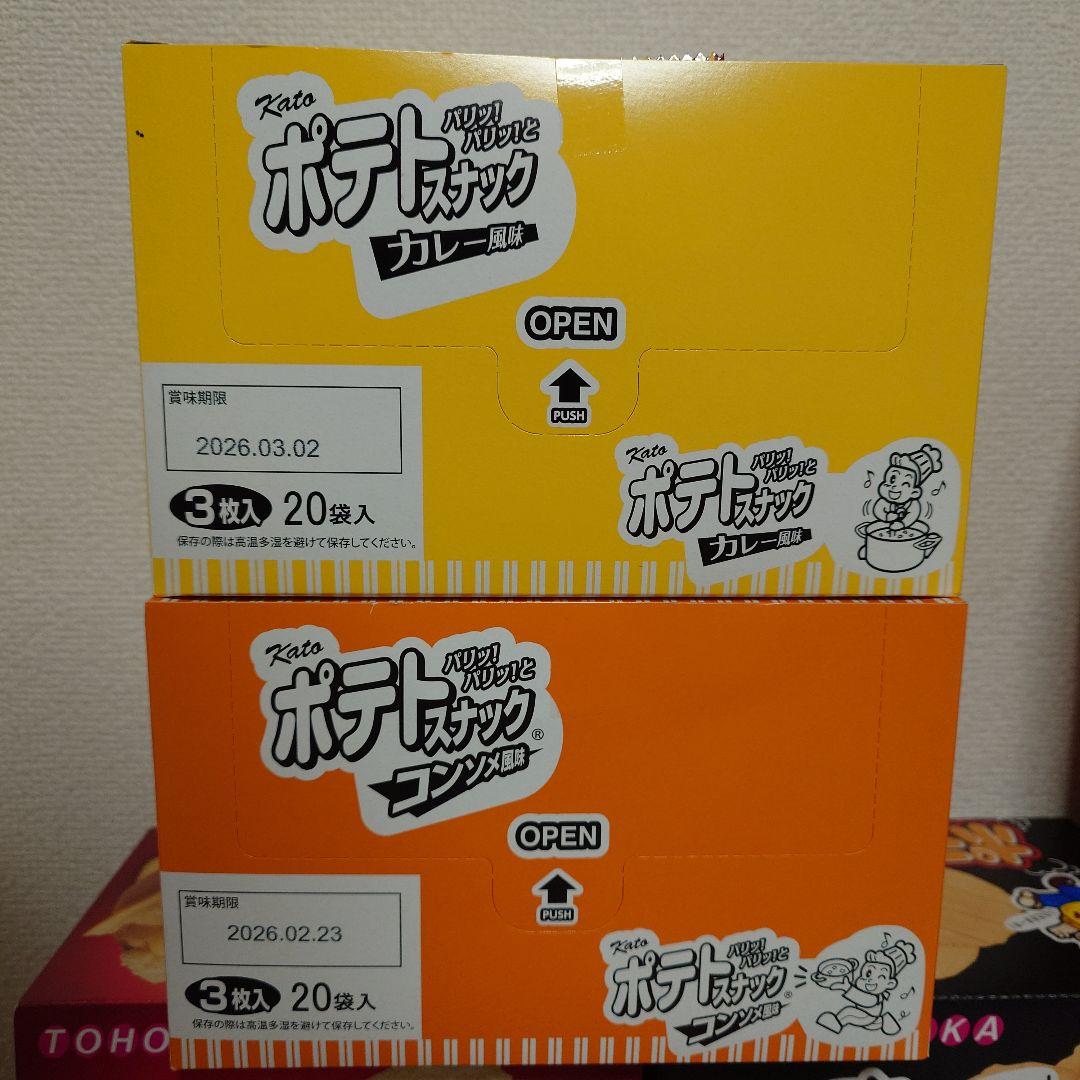 Kato
パリッ!
パリッ!と
ポテト
スナック
カレー風味
OPEN
PUSH
賞味期限
2026.03.02
3枚入 20袋入
保存の際は高温多湿を避けて保存してください。
Kato
パリッ!
パリッ!と
ポテト
スナック
カレー風味
Kato
パリッ!
パリッ!と
ポテト
スナック®
コンソメ風味
OPEN
PUSH
賞味期限
2026.02.23
3枚入 20袋入
保存の際は高温多湿を避けて保存してください。
Kato
パリッ!
パリッ!と
ポテト
スナック®
コンソメ風味
TOHO
KA